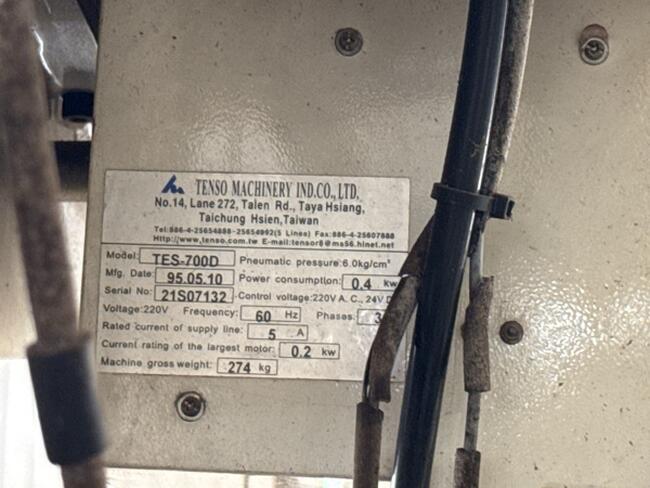 TENSO MACHINERY IND.CO., LTD,
No.14, Lane 272, Talen Rd., Taya Hsiang,
Taichung Hsien,Taiwan
Tel:886-4-25654888-25654992(5 Lines) Fax:886-4-25607888
Http://www.tenso.com.tw E-mail:tensor8@ms56.hinet.net
Model: TES-700D Pneumatic pressure:6.0kg/cm²
Mfg. Date: 95.05.10 Power consumption: 0.4 kw
Serial No: 21S07132 Control voltage:220V A.C., 24V D
Voltage:220V Frequency: 60 Hz Phases: 3
Rated current of supply line: 5 A
Current rating of the largest motor: 0.2 kw
Machine gross weight: 274 kg